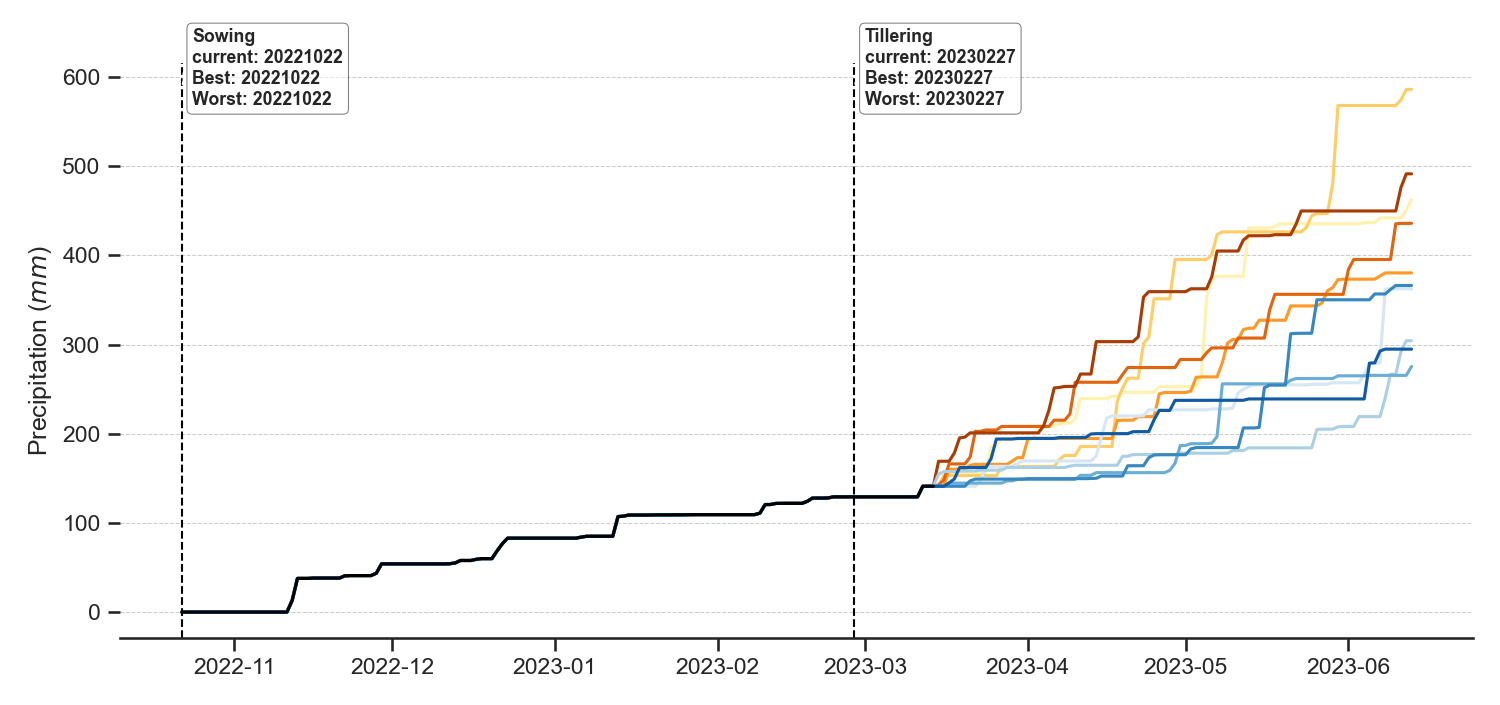 Sowing
current: 20221022
Best: 20221022
Worst: 20221022
Tillering
current: 20230227
Best: 20230227
Worst: 20230227
Precipitation (mm)
600
500
400
300
200
100
0
2022-11
2022-12
2023-01
2023-02
2023-03
2023-04
2023-05
2023-06